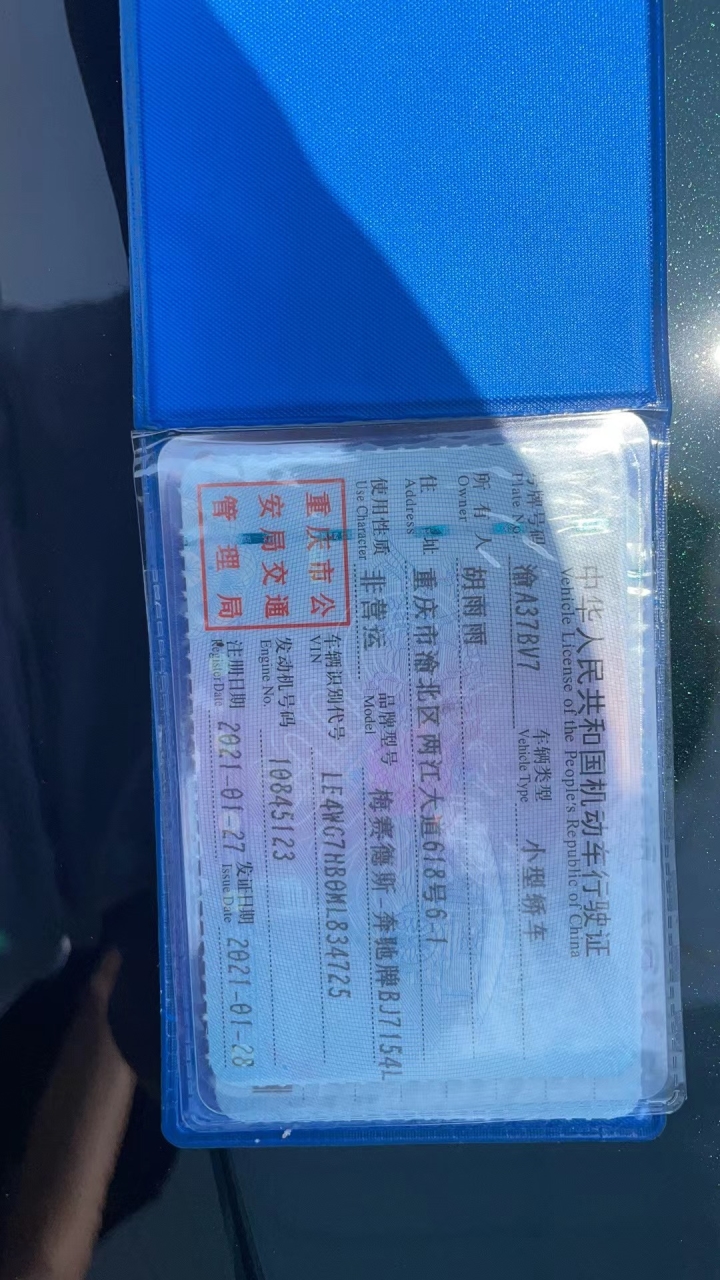 中华人民共和国机动车行驶证
Vehicle License of the People's Republic of China
号牌号码 渝A37BV7 车辆类型 小型轿车
Plate No. Vehicle Type
所有人 胡雨雨
Owner
住址 重庆市渝北区两江大道618号6-1
Address
使用性质 非营运 品牌型号 梅赛德斯-奔驰牌BJ7154L
Use Character Model
重庆市公
安局交通
管理局
车辆识别代号 LE4WG7HB0ML834725
VIN
发动机号码 10845123
Engine No.
注册日期 2021-01-27 发证日期 2021-01-28
Register Date Issue Date